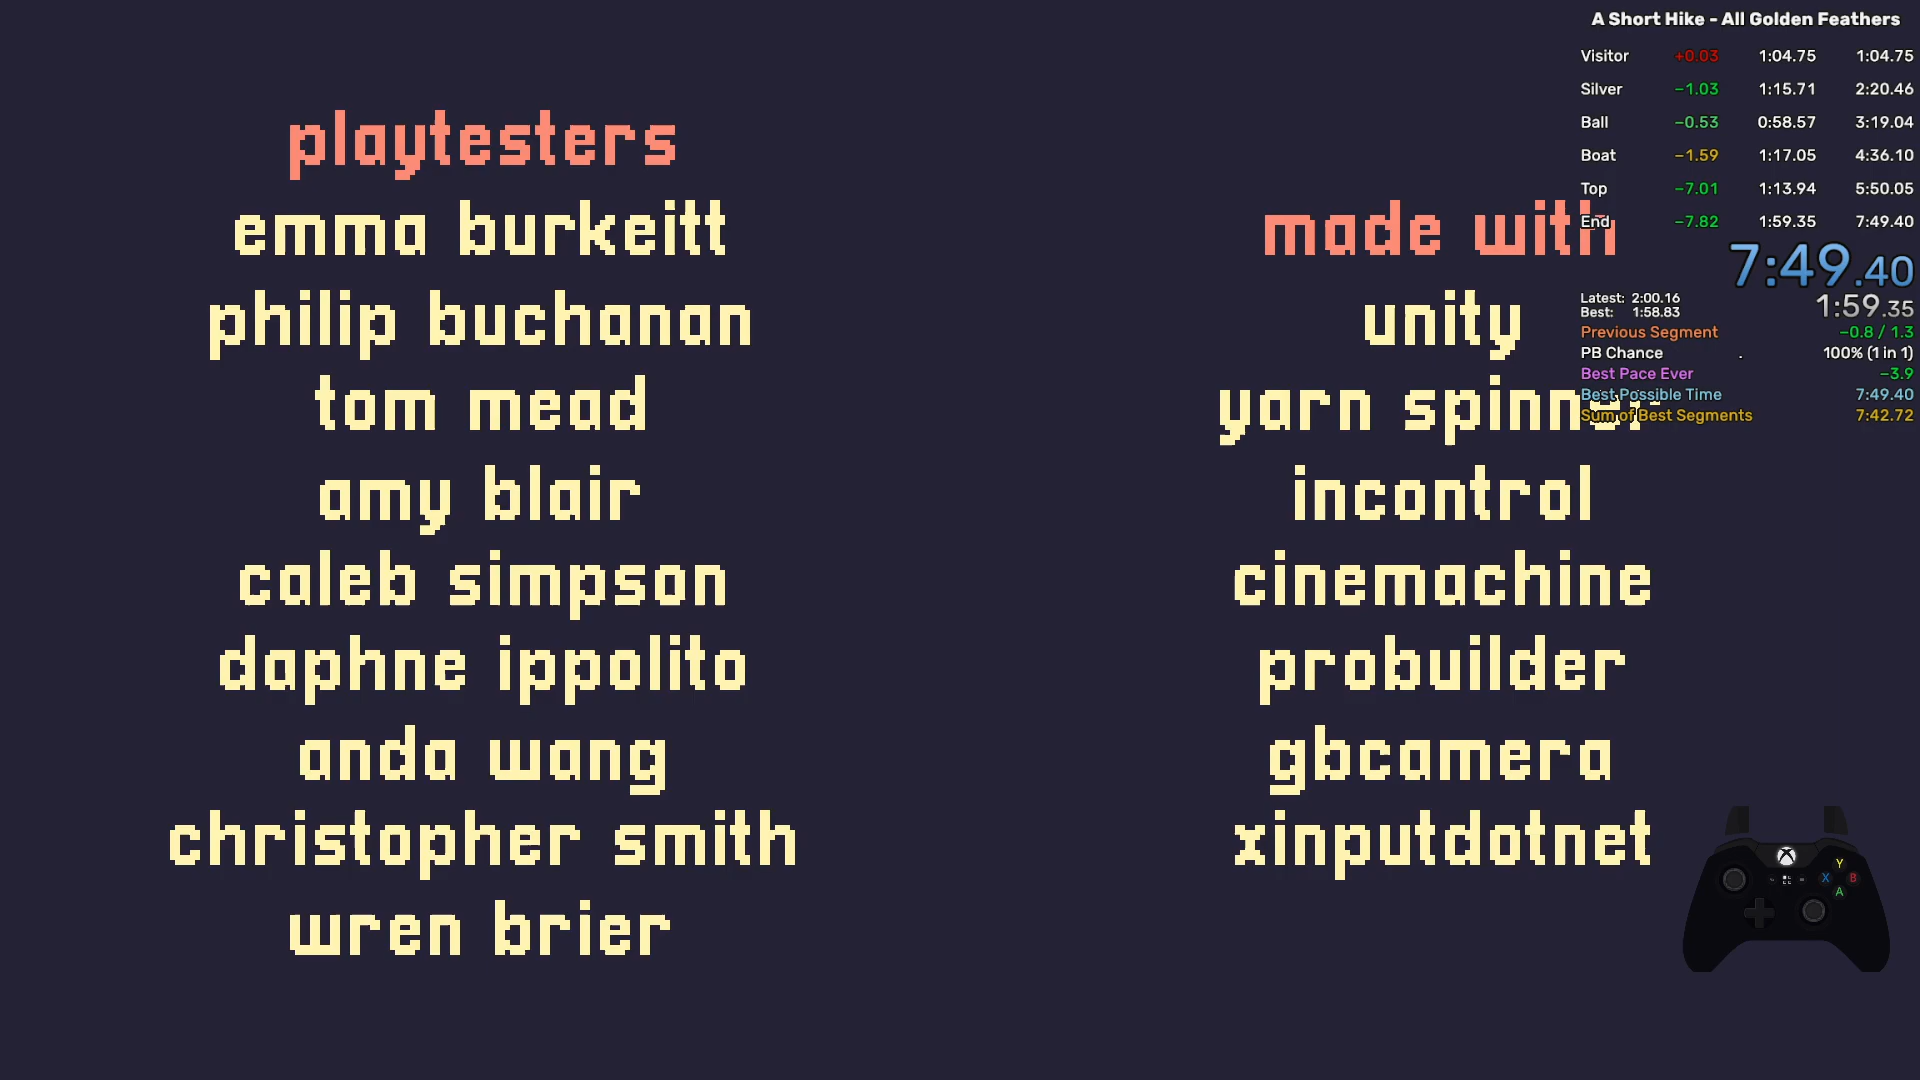 playtesters
emma burkeitt
philip buchanan
tom mead
amy blair
caleb simpson
daphne ippolito
anda wang
christopher smith
wren brier
made with
unity
yarn spinner
incontrol
cinemachine
probuilder
gbcamera
xinputdotnet
A Short Hike - All Golden Feathers
Visitor +0.03 1:04.75 1:04.75
Silver −1.03 1:15.71 2:20.46
Ball −0.53 0:58.57 3:19.04
Boat −1.59 1:17.05 4:36.10
Top −7.01 1:13.94 5:50.05
End −7.82 1:59.35 7:49.40
7:49.40
Latest: 2:00.16
Best: 1:58.83
1:59.35
Previous Segment −0.8 / 1.3
PB Chance . 100% (1 in 1)
Best Pace Ever −3.9
Best Possible Time 7:49.40
Sum of Best Segments 7:42.72
Y
X B
A